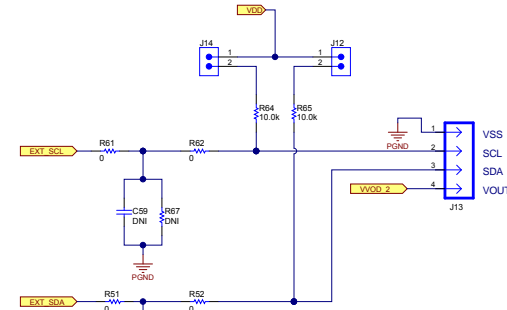 VDD
J14
J12
1
2
1
2
R64
10.0k
R65
10.0k
R61
0
R62
0
EXT_SCL
PGND
1
2
3
4
VSS
SCL
SDA
VOUT
VVOD_2
J13
C59
DNI
R67
DNI
PGND
R51
0
R52
0
EXT_SDA